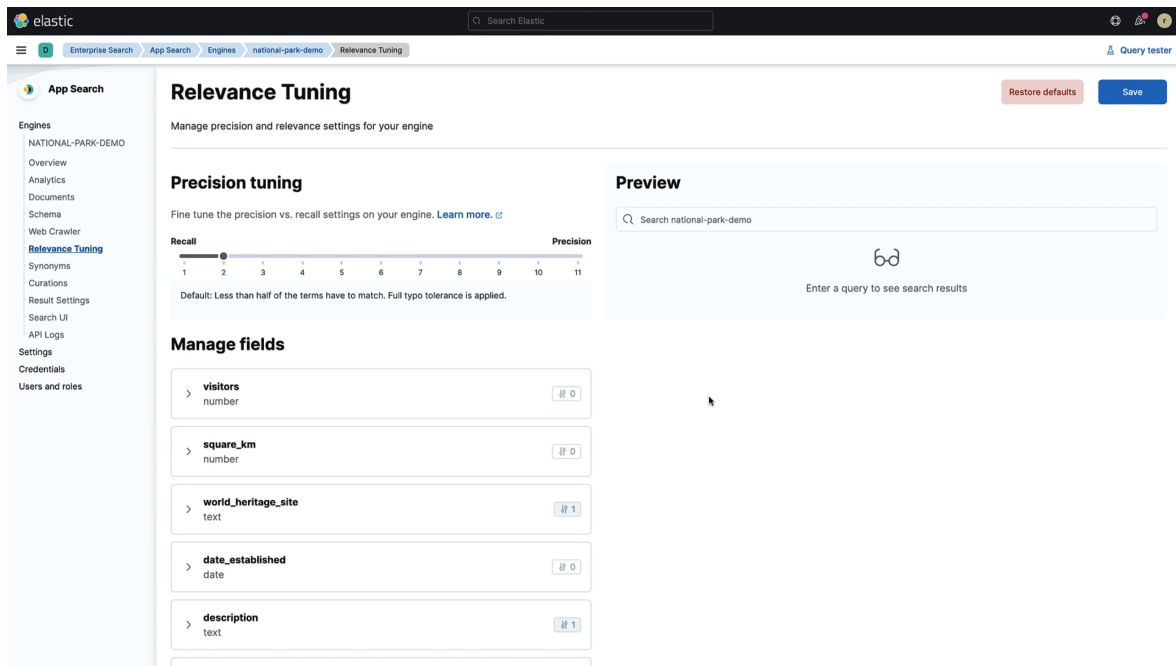 elastic
Search Elastic
r
D
Enterprise Search
App Search
Engines
national-park-demo
Relevance Tuning
Query tester
App Search
Engines
NATIONAL-PARK-DEMO
Overview
Analytics
Documents
Schema
Web Crawler
Relevance Tuning
Synonyms
Curations
Result Settings
Search UI
API Logs
Settings
Credentials
Users and roles
Relevance Tuning
Restore defaults
Save
Manage precision and relevance settings for your engine
Precision tuning
Fine tune the precision vs. recall settings on your engine. Learn more.
Recall
Precision
1 2 3 4 5 6 7 8 9 10 11
Default: Less than half of the terms have to match. Full typo tolerance is applied.
Manage fields
visitors
number
0
square_km
number
0
world_heritage_site
text
1
date_established
date
0
description
text
1
Preview
Search national-park-demo
Enter a query to see search results